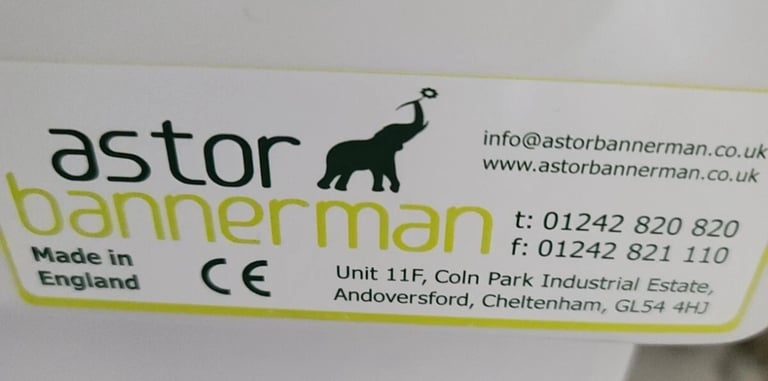 astor
bannerman
Made in
England
CE
info@astorbannerman.co.uk
www.astorbannerman.co.uk
t: 01242 820 820
f: 01242 821 110
Unit 11F, Coln Park Industrial Estate,
Andoversford, Cheltenham, GL54 4HJ